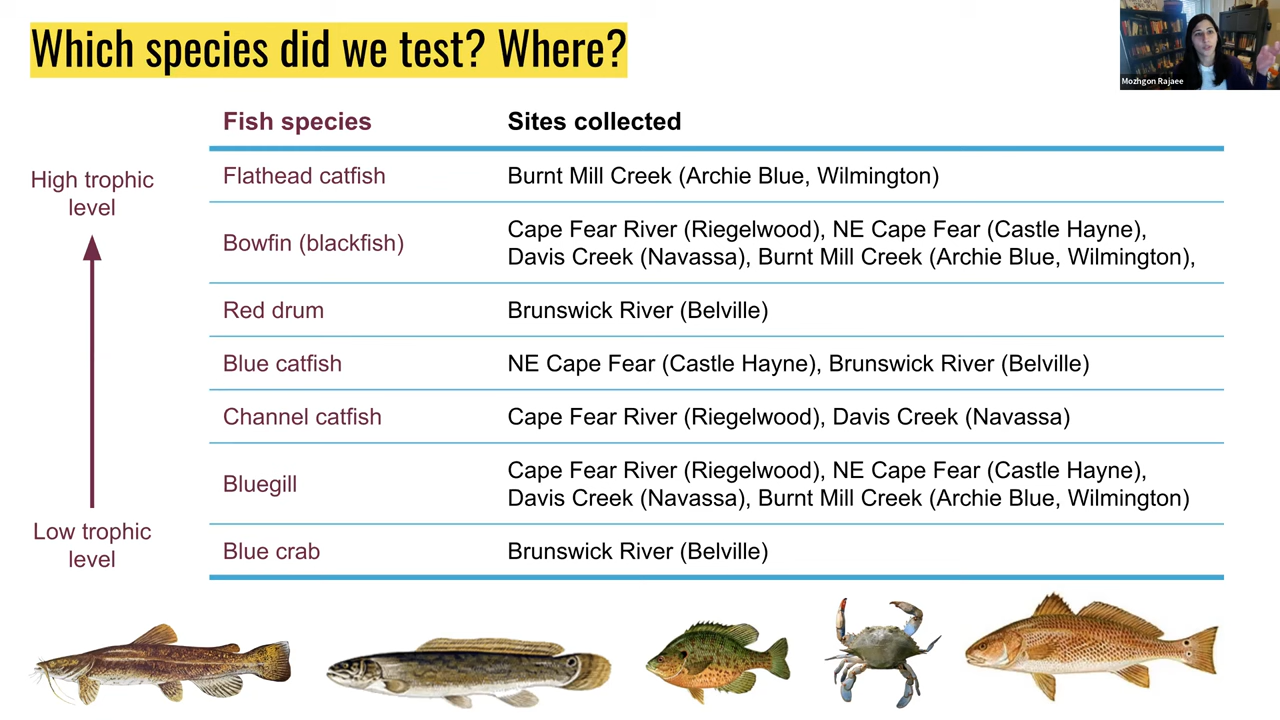 Which species did we test? Where?
Mozhgon Rajaee
Fish species Sites collected
High trophic
level
Flathead catfish Burnt Mill Creek (Archie Blue, Wilmington)
Bowfin (blackfish) Cape Fear River (Riegelwood), NE Cape Fear (Castle Hayne),
Davis Creek (Navassa), Burnt Mill Creek (Archie Blue, Wilmington),
Red drum Brunswick River (Belville)
Blue catfish NE Cape Fear (Castle Hayne), Brunswick River (Belville)
Channel catfish Cape Fear River (Riegelwood), Davis Creek (Navassa)
Bluegill Cape Fear River (Riegelwood), NE Cape Fear (Castle Hayne),
Davis Creek (Navassa), Burnt Mill Creek (Archie Blue, Wilmington)
Low trophic
level
Blue crab Brunswick River (Belville)